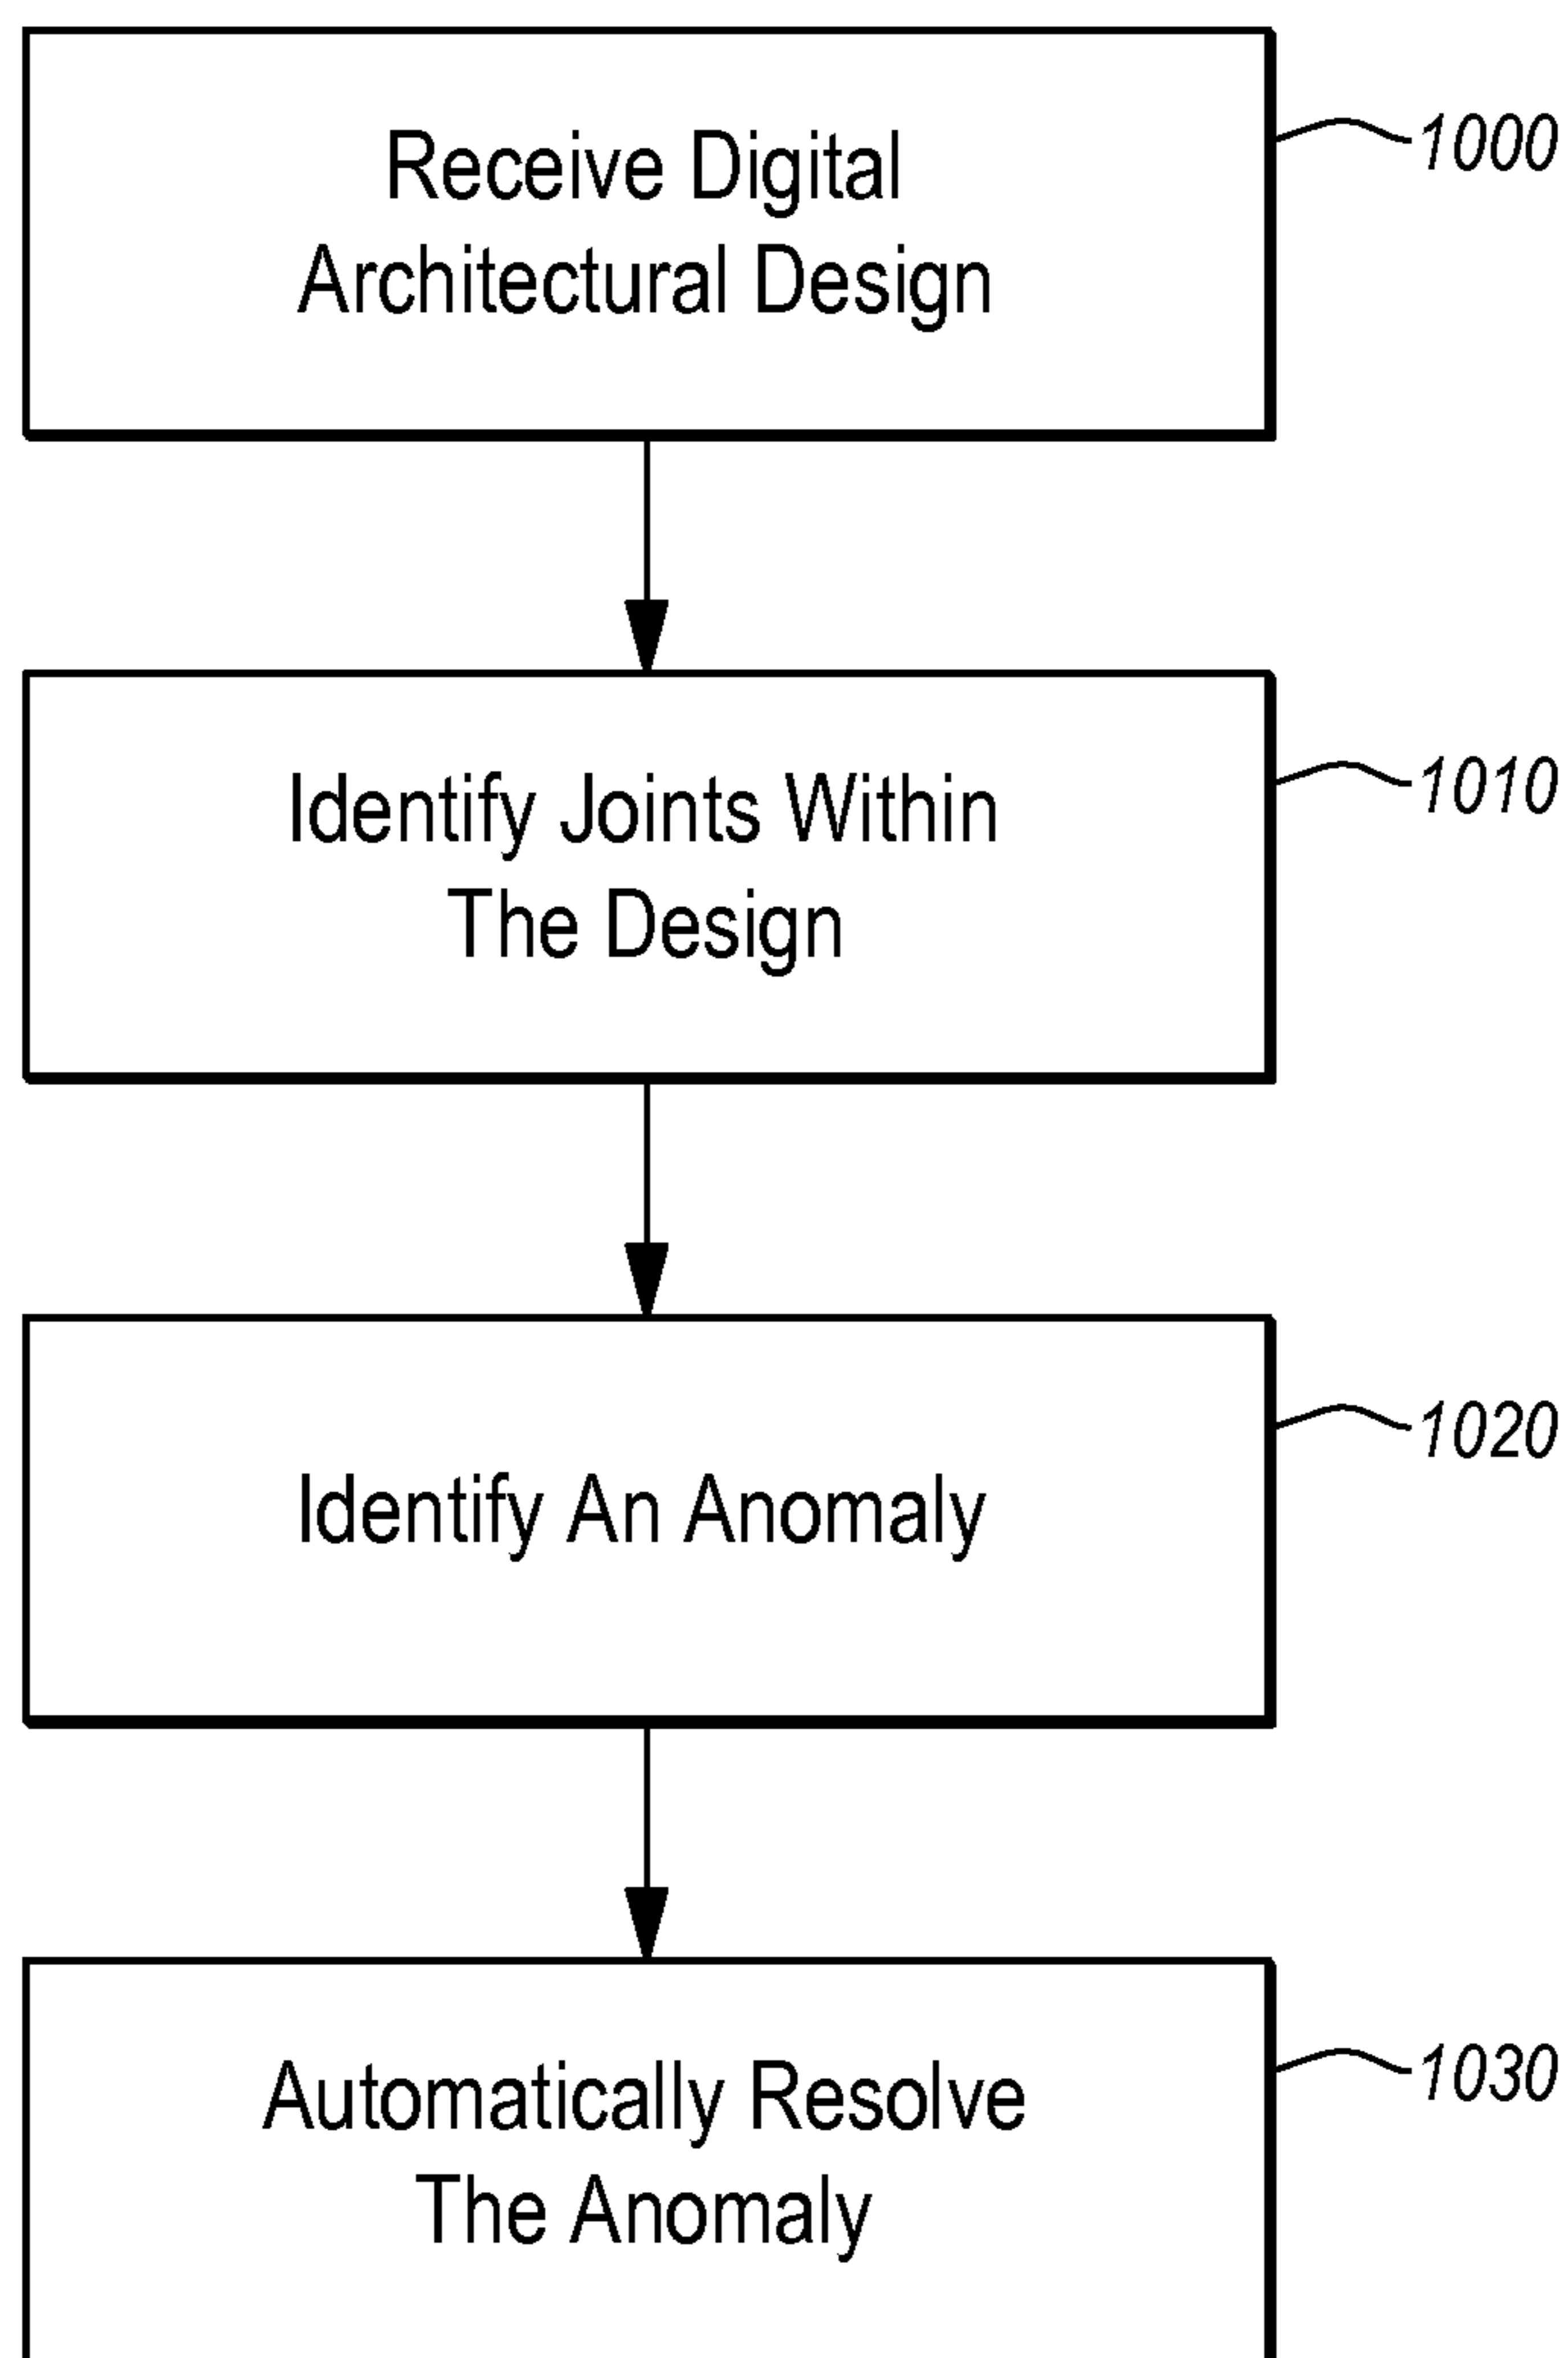 Receive Digital
Architectural Design
1000
Identify Joints Within
The Design
1010
Identify An Anomaly
1020
Automatically Resolve
The Anomaly
1030